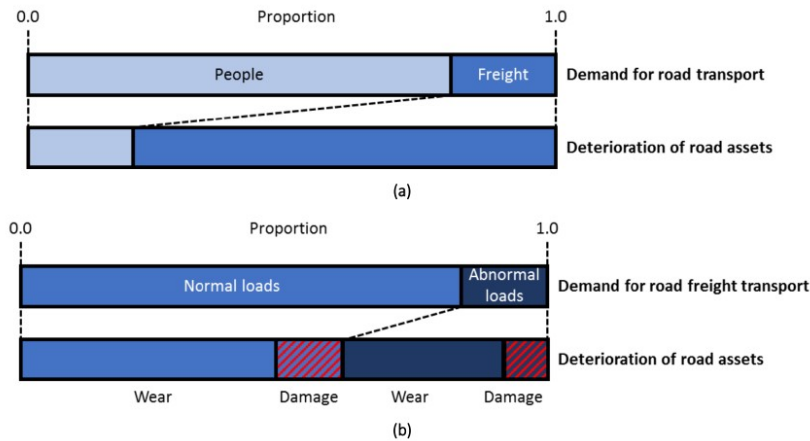 0.0 Proportion 1.0
People Freight Demand for road transport
Deterioration of road assets
(a)
0.0 Proportion 1.0
Normal loads Abnormal loads Demand for road freight transport
Deterioration of road assets
Wear Damage Wear Damage
(b)